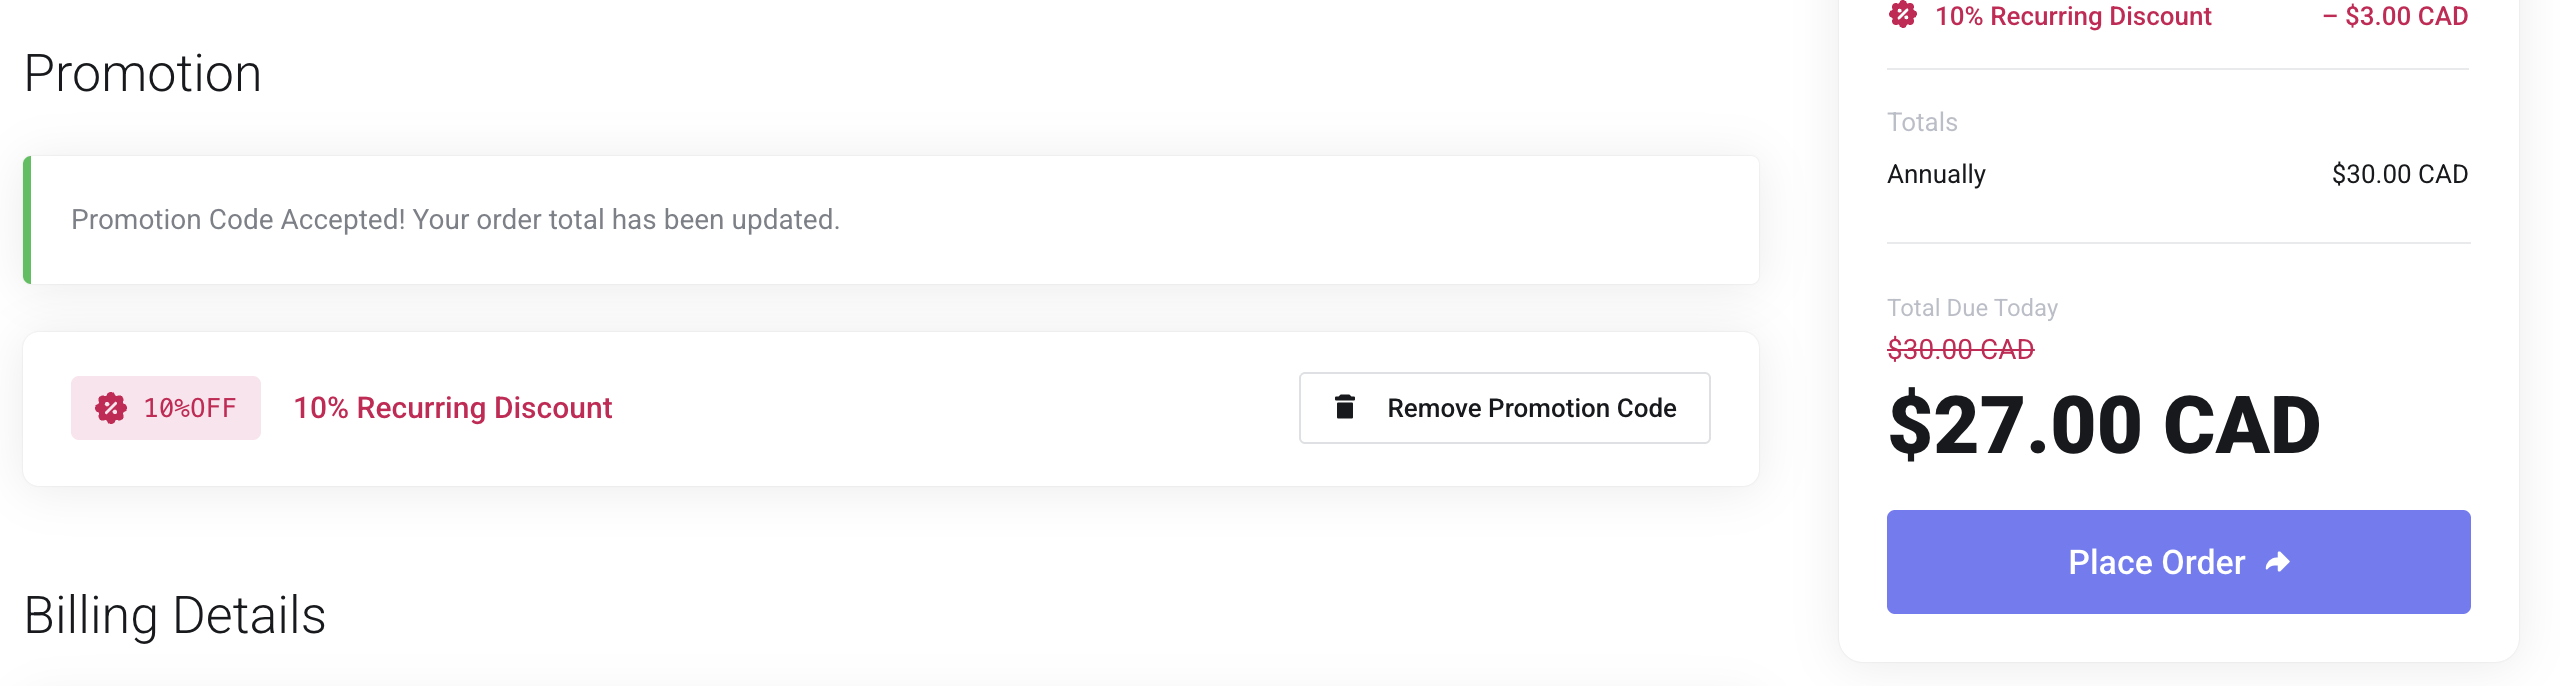 Promotion
Promotion Code Accepted! Your order total has been updated.
10%OFF 10% Recurring Discount Remove Promotion Code
Billing Details
10% Recurring Discount – $3.00 CAD
Totals
Annually $30.00 CAD
Total Due Today
$30.00 CAD
$27.00 CAD
Place Order